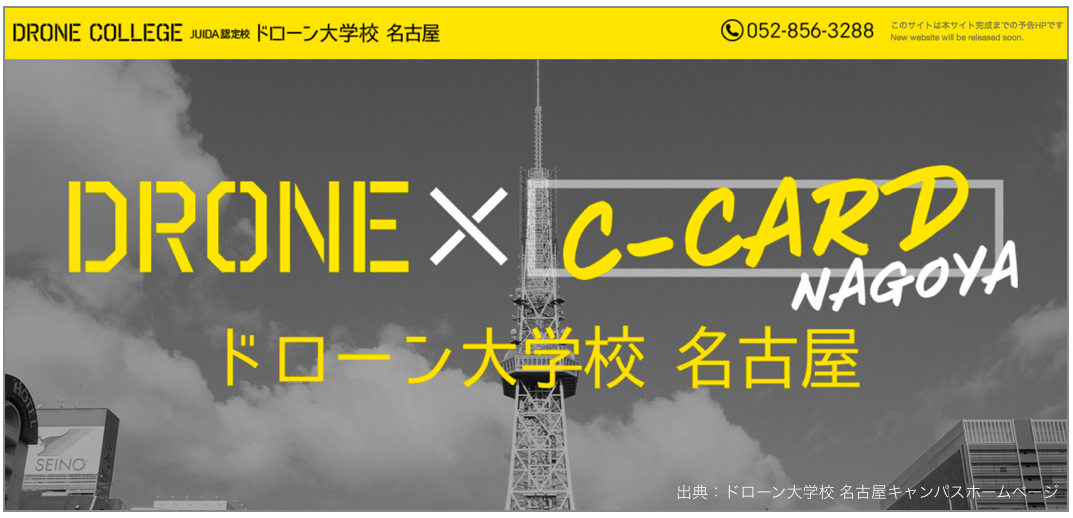 DRONE COLLEGE JUIDA認定校 ドローン大学校 名古屋
052-856-3288
このサイトは本サイト完成までの予告HPです
New website will be released soon.
DRONE×C-CARD
NAGOYA
ドローン大学校 名古屋
HOTEL
SEINO
出典：ドローン大学校 名古屋キャンパスホームページ